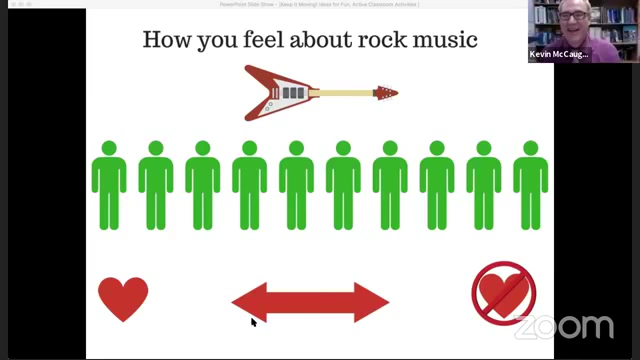 PowerPoint Slide Show - [Keep it Moving! Ideas for Fun, Active Classroom Activities ]
How you feel about rock music
Kevin McCaug...
zoom